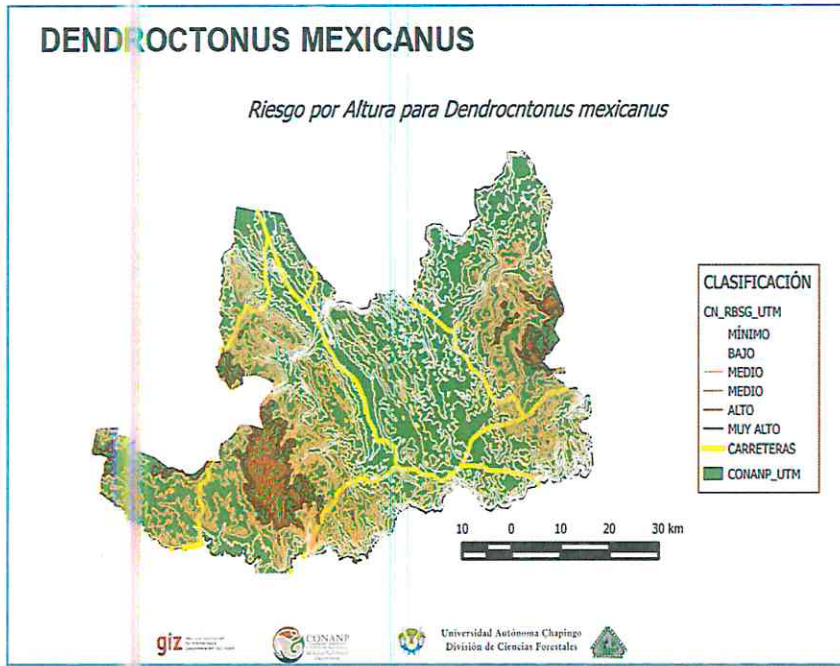 DENDROCTONUS MEXICANUS
Riesgo por Altura para Dendrocntonus mexicanus
CLASIFICACIÓN
CN_RBSG_UTM
MÍNIMO
BAJO
MEDIO
MEDIO
ALTO
MUY ALTO
CARRETERAS
CONANP_UTM
10 0 10 20 30 km
giz
CONANP
Universidad Autónoma Chapingo
División de Ciencias Forestales